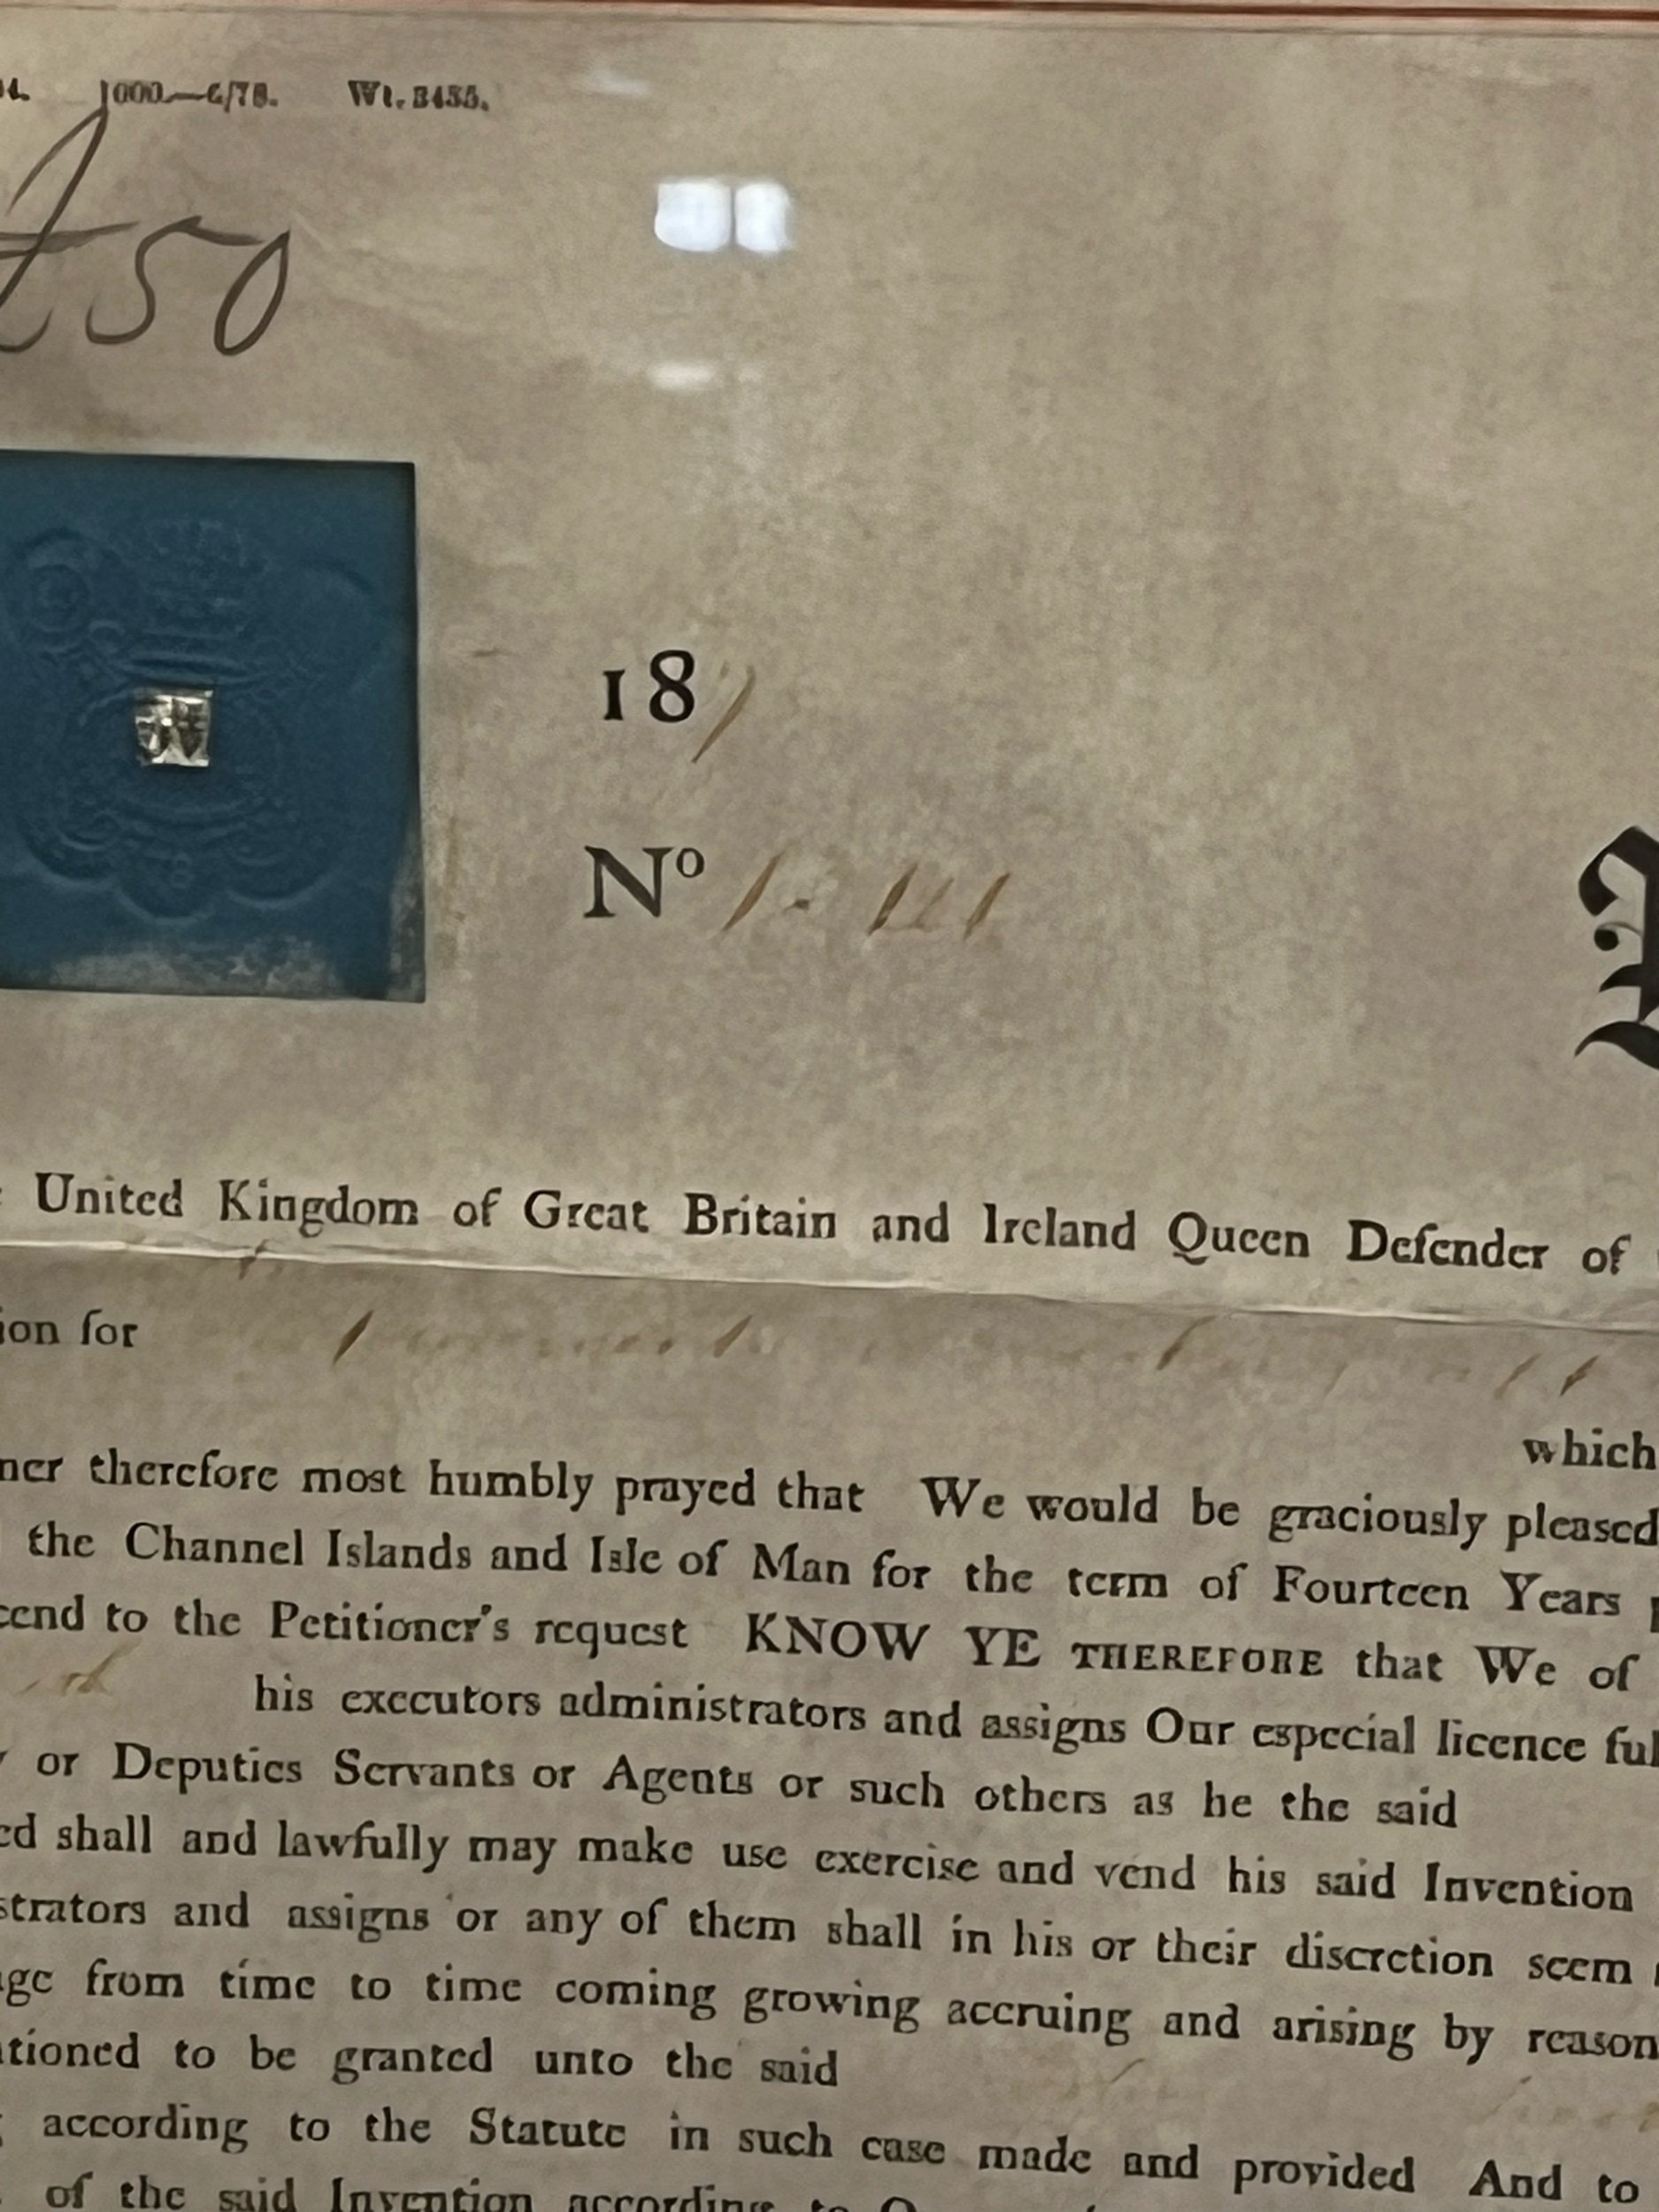 1000.—6/78. Wt. 3455.
£50
18
Nº
United Kingdom of Great Britain and Ireland Queen Defender of
ion for
which
ner therefore most humbly prayed that We would be graciously pleased
the Channel Islands and Isle of Man for the term of Fourteen Years
cend to the Petitioner's request KNOW YE THEREFORE that We of
his executors administrators and assigns Our especial licence ful
or Deputies Servants or Agents or such others as he the said
ed shall and lawfully may make use exercise and vend his said Invention
strators and assigns or any of them shall in his or their discretion seem
age from time to time coming growing accruing and arising by reason
tioned to be granted unto the said
according to the Statute in such case made and provided And to
of the said Invention according to